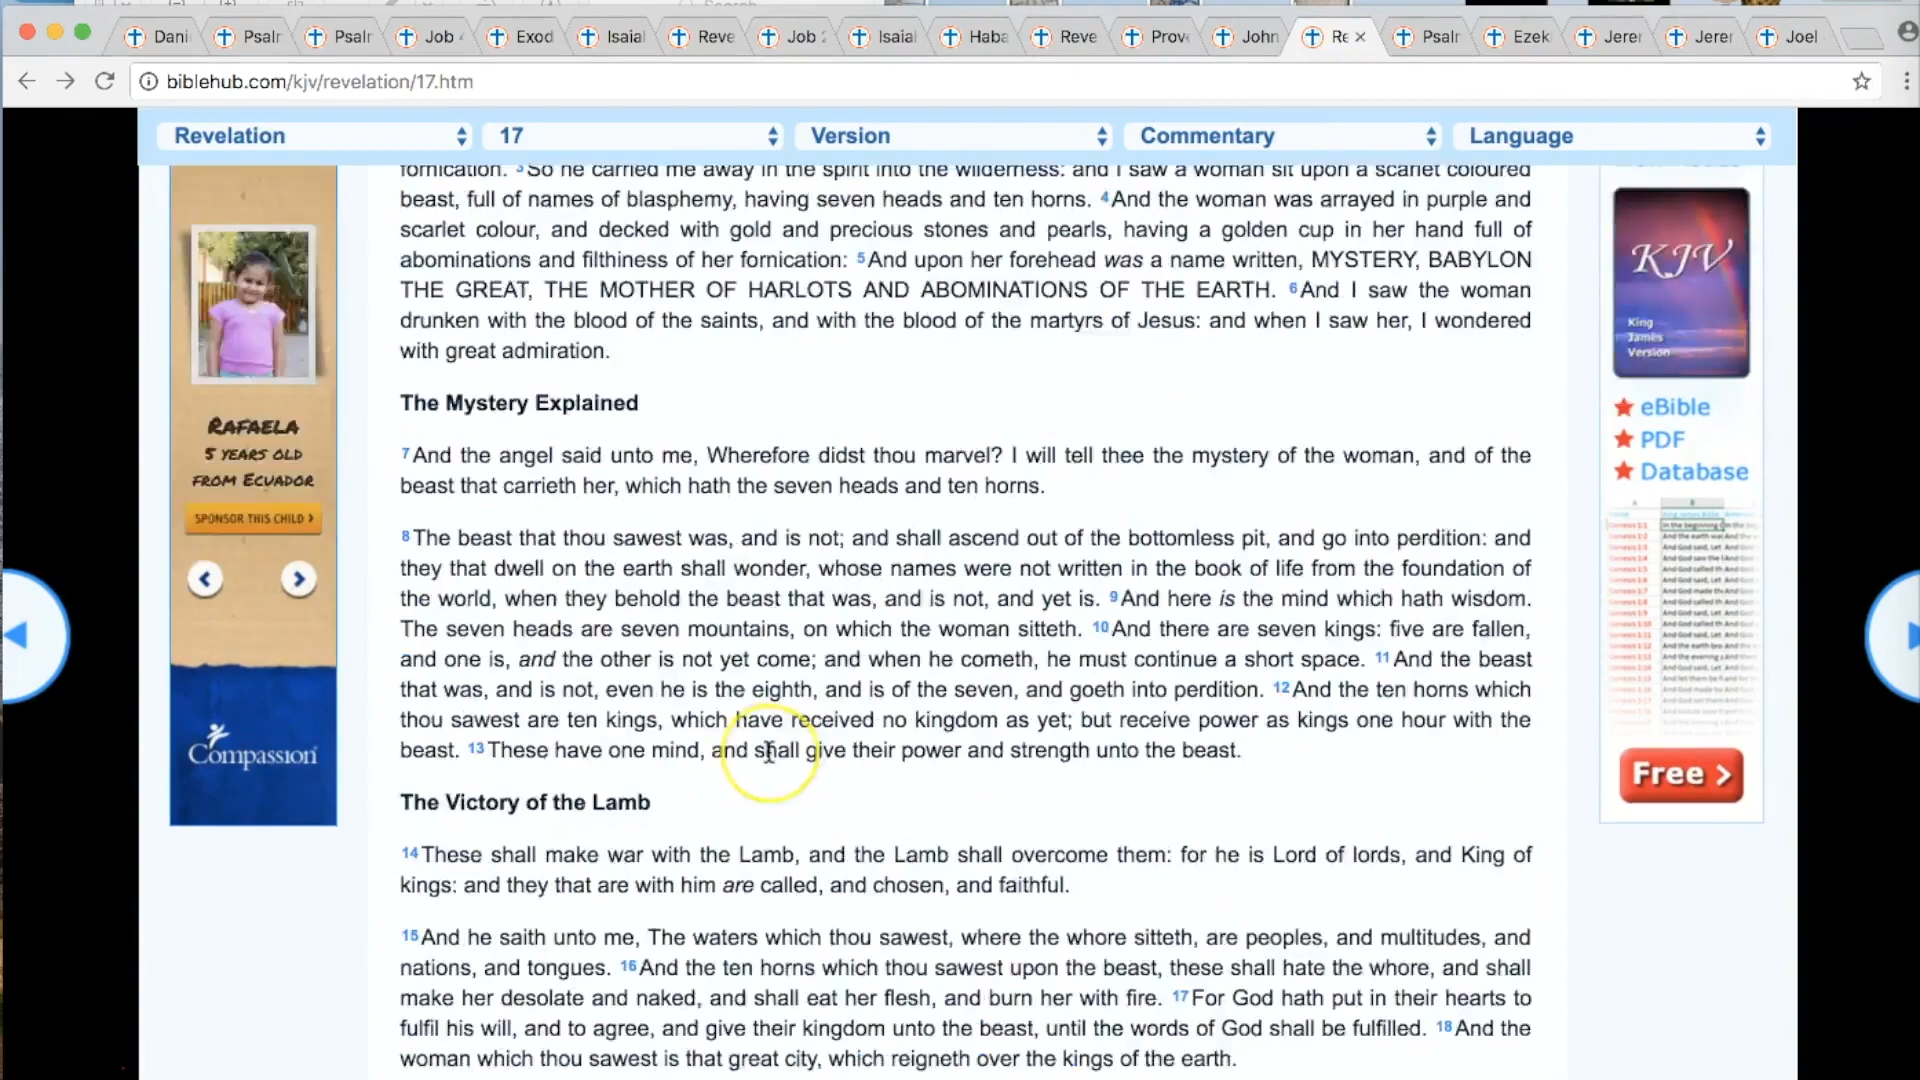 Search
Dani
Psalr
Psalr
Job 4
Exod
Isaial
Reve
Job 2
Isaial
Haba
Reve
Prove
John
Re
Psalr
Ezek
Jerer
Jerer
Joel
biblehub.com/kjv/revelation/17.htm
Revelation
17
Version
Commentary
Language
fornication. 3So he carried me away in the spirit into the wilderness: and I saw a woman sit upon a scarlet coloured
beast, full of names of blasphemy, having seven heads and ten horns. 4And the woman was arrayed in purple and
scarlet colour, and decked with gold and precious stones and pearls, having a golden cup in her hand full of
abominations and filthiness of her fornication: 5And upon her forehead was a name written, MYSTERY, BABYLON
THE GREAT, THE MOTHER OF HARLOTS AND ABOMINATIONS OF THE EARTH. 6And I saw the woman
drunken with the blood of the saints, and with the blood of the martyrs of Jesus: and when I saw her, I wondered
with great admiration.
The Mystery Explained
7And the angel said unto me, Wherefore didst thou marvel? I will tell thee the mystery of the woman, and of the
beast that carrieth her, which hath the seven heads and ten horns.
8The beast that thou sawest was, and is not; and shall ascend out of the bottomless pit, and go into perdition: and
they that dwell on the earth shall wonder, whose names were not written in the book of life from the foundation of
the world, when they behold the beast that was, and is not, and yet is. 9And here is the mind which hath wisdom.
The seven heads are seven mountains, on which the woman sitteth. 10And there are seven kings: five are fallen,
and one is, and the other is not yet come; and when he cometh, he must continue a short space. 11And the beast
that was, and is not, even he is the eighth, and is of the seven, and goeth into perdition. 12And the ten horns which
thou sawest are ten kings, which have received no kingdom as yet; but receive power as kings one hour with the
beast. 13These have one mind, and shall give their power and strength unto the beast.
The Victory of the Lamb
14These shall make war with the Lamb, and the Lamb shall overcome them: for he is Lord of lords, and King of
kings: and they that are with him are called, and chosen, and faithful.
15And he saith unto me, The waters which thou sawest, where the whore sitteth, are peoples, and multitudes, and
nations, and tongues. 16And the ten horns which thou sawest upon the beast, these shall hate the whore, and shall
make her desolate and naked, and shall eat her flesh, and burn her with fire. 17For God hath put in their hearts to
fulfil his will, and to agree, and give their kingdom unto the beast, until the words of God shall be fulfilled. 18And the
woman which thou sawest is that great city, which reigneth over the kings of the earth.
RAFAELA
5 YEARS OLD
FROM ECUADOR
SPONSOR THIS CHILD
Compassion
KJV
King
James
Version
eBible
PDF
Database
Free >